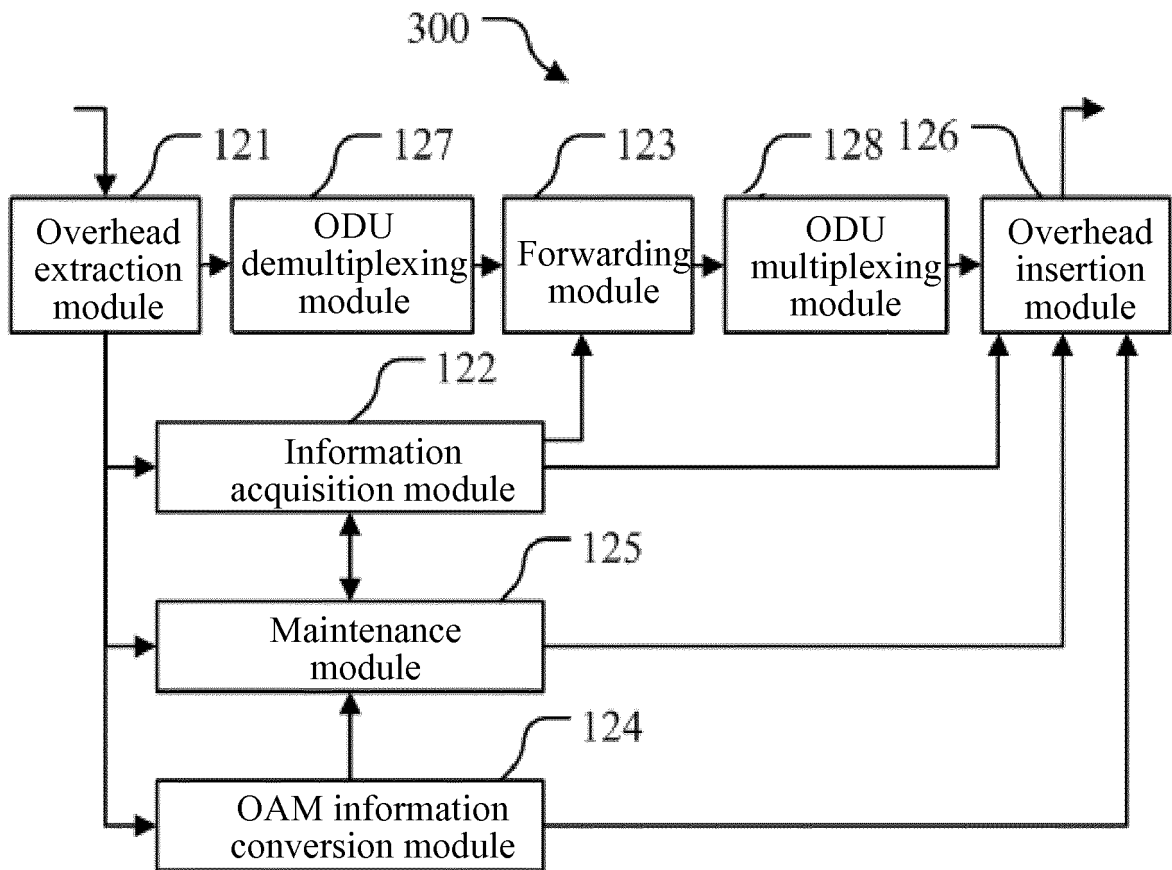 300
121
127
123
128
126
Overhead
extraction
module
ODU
demultiplexing
module
Forwarding
module
ODU
multiplexing
module
Overhead
insertion
module
122
Information
acquisition module
125
Maintenance
module
124
OAM information
conversion module